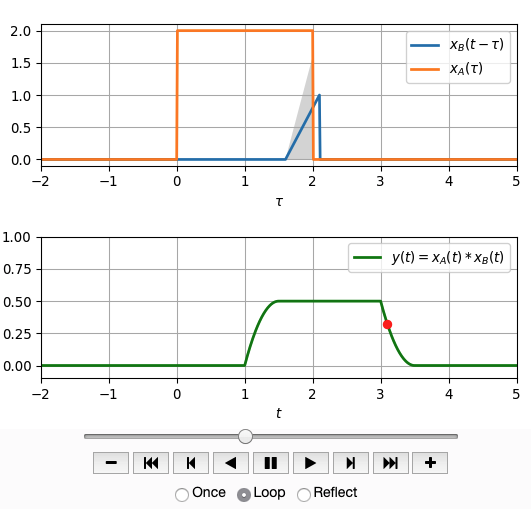 2.0
1.5
1.0
0.5
0.0
x_B(t − τ)
x_A(τ)
−2 −1 0 1 2 3 4 5
τ
1.00
0.75
0.50
0.25
0.00
y(t) = x_A(t) * x_B(t)
−2 −1 0 1 2 3 4 5
t
Once Loop Reflect